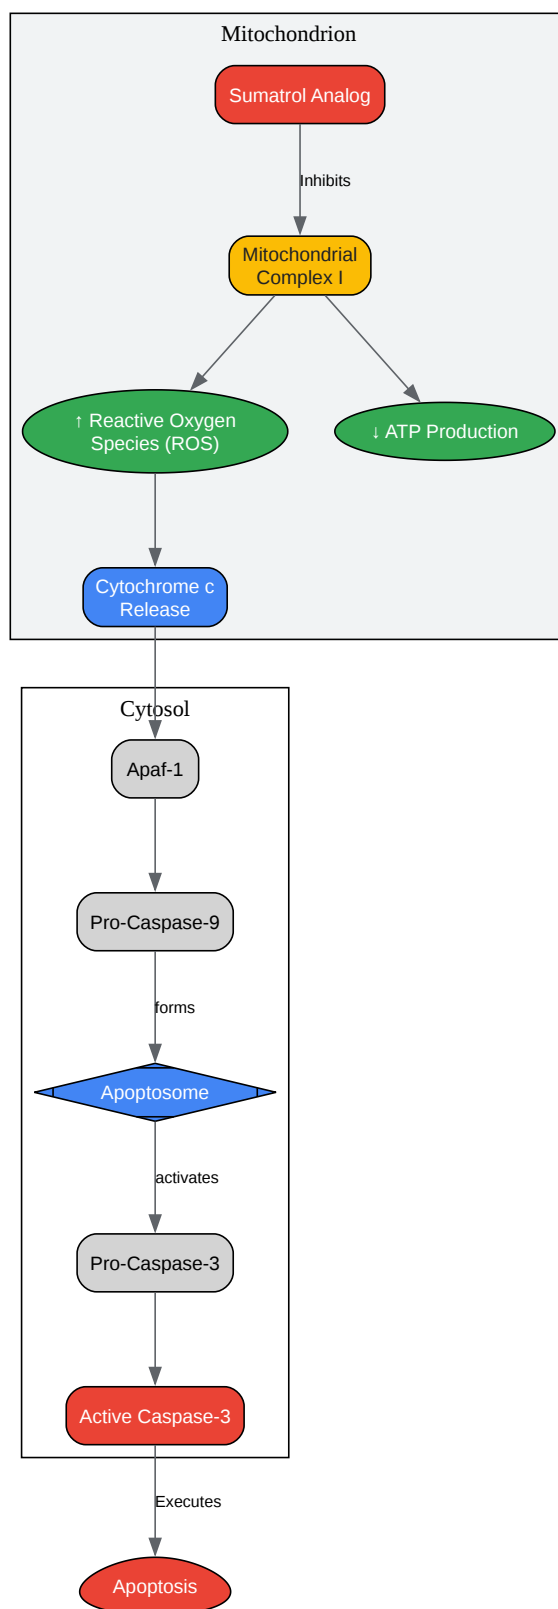 Mitochondrion
Sumatrol Analog
Inhibits
Mitochondrial
Complex I
↑ Reactive Oxygen
Species (ROS)
↓ ATP Production
Cytochrome c
Release
Cytosol
Apaf-1
Pro-Caspase-9
forms
Apoptosome
activates
Pro-Caspase-3
Active Caspase-3
Executes
Apoptosis